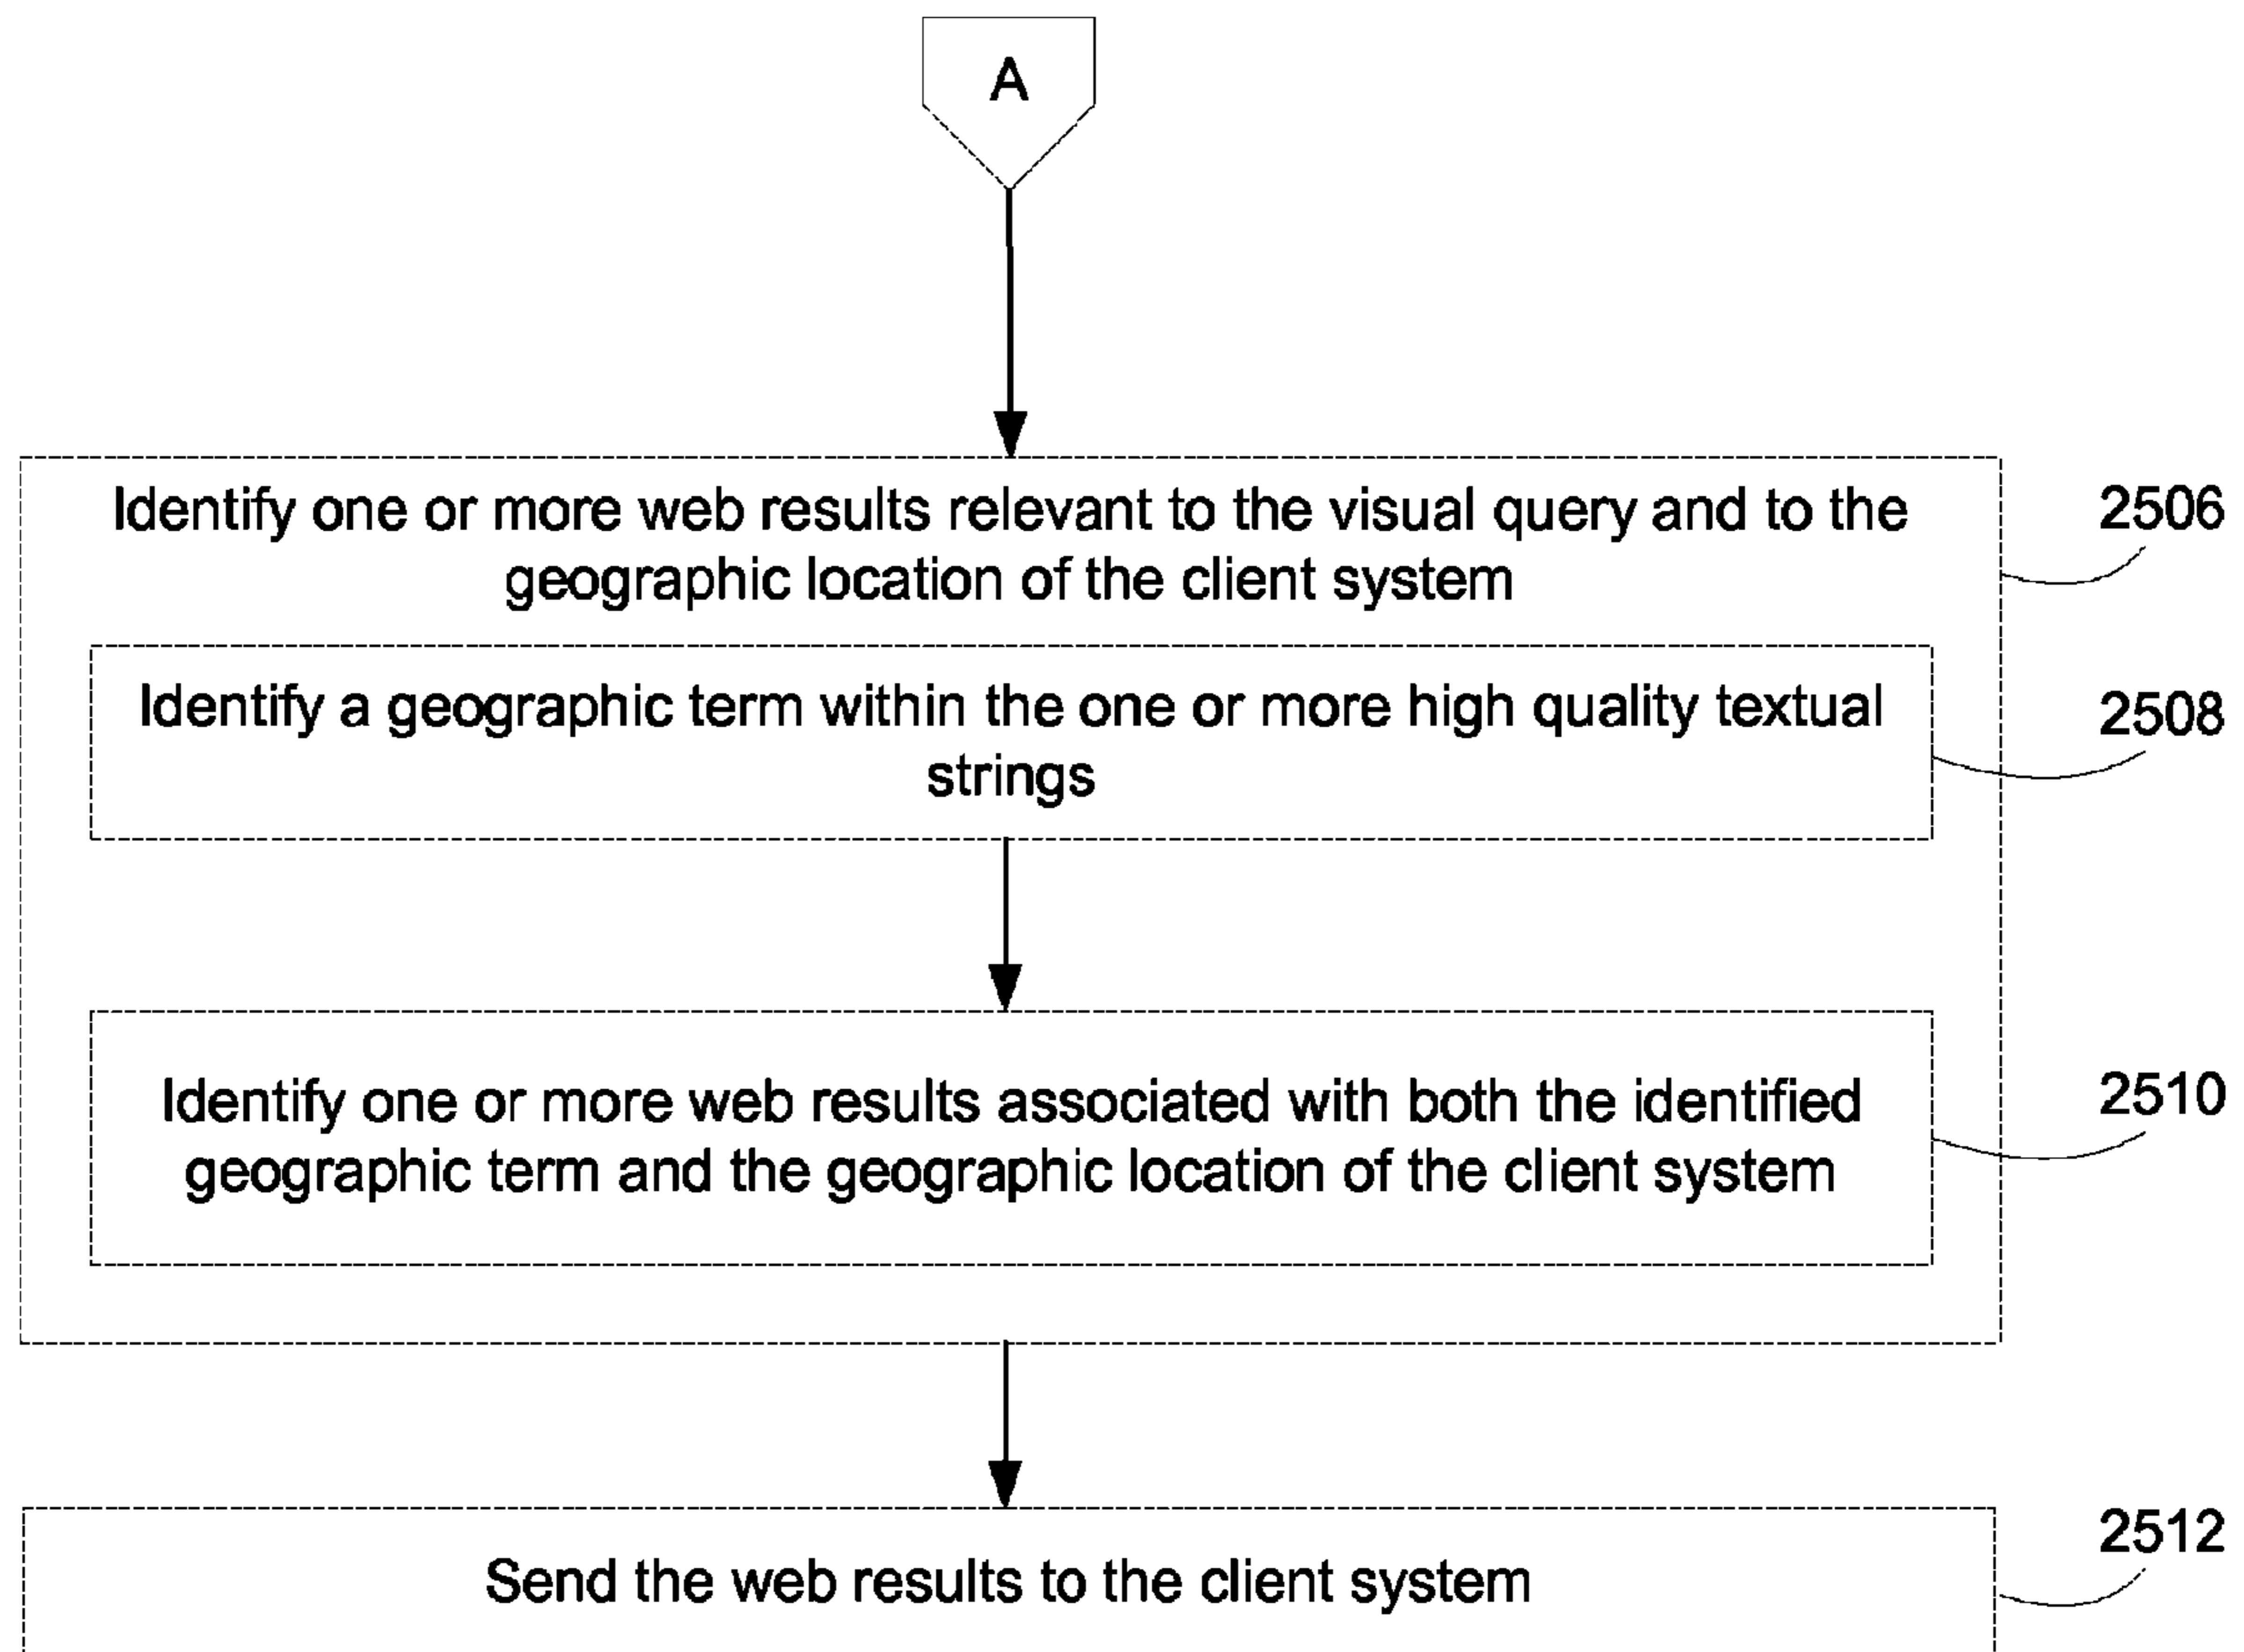 A
Identify one or more web results relevant to the visual query and to the
geographic location of the client system
2506
Identify a geographic term within the one or more high quality textual
strings
2508
Identify one or more web results associated with both the identified
geographic term and the geographic location of the client system
2510
Send the web results to the client system
2512